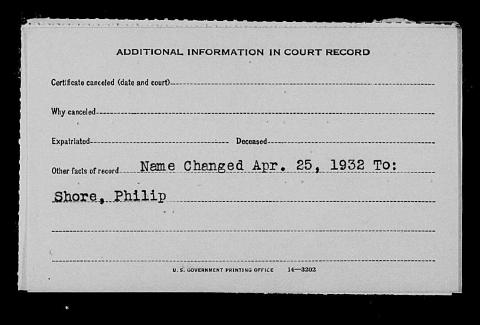 ADDITIONAL INFORMATION IN COURT RECORD
Certificate canceled (date and court)
Why canceled
Expatriated Deceased
Other facts of record Name Changed Apr. 25, 1932 To:
Shore, Philip
U. S. GOVERNMENT PRINTING OFFICE 14—3202